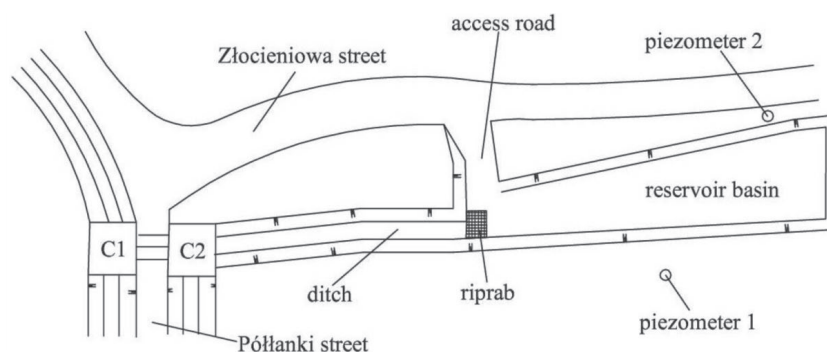 access road
piezometer 2
Złocieniowa street
reservoir basin
C1
C2
ditch
riprab
piezometer 1
Półłanki street